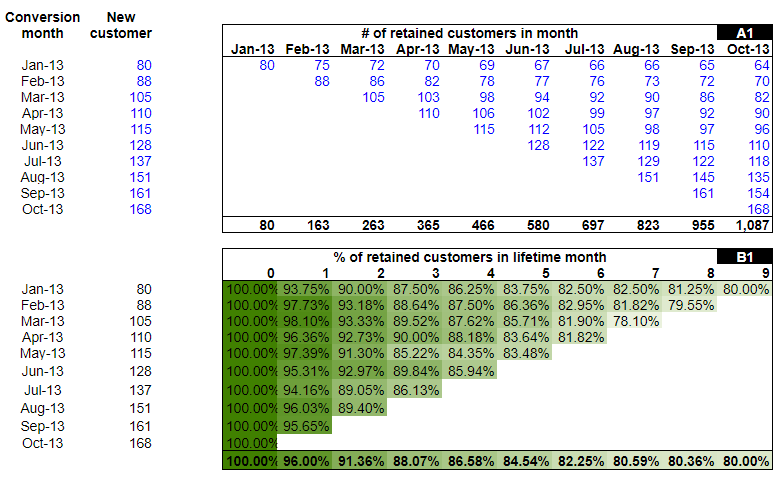 Conversion New
month customer
# of retained customers in month A1
Jan-13 Feb-13 Mar-13 Apr-13 May-13 Jun-13 Jul-13 Aug-13 Sep-13 Oct-13
Jan-13 80 80 75 72 70 69 67 66 66 65 64
Feb-13 88 88 86 82 78 77 76 73 72 70
Mar-13 105 105 103 98 94 92 90 86 82
Apr-13 110 110 106 102 99 97 92 90
May-13 115 115 112 105 98 97 96
Jun-13 128 128 122 119 115 110
Jul-13 137 137 129 122 118
Aug-13 151 151 145 135
Sep-13 161 161 154
Oct-13 168 168
80 163 263 365 466 580 697 823 955 1,087
% of retained customers in lifetime month B1
0 1 2 3 4 5 6 7 8 9
Jan-13 80 100.00% 93.75% 90.00% 87.50% 86.25% 83.75% 82.50% 82.50% 81.25% 80.00%
Feb-13 88 100.00% 97.73% 93.18% 88.64% 87.50% 86.36% 82.95% 81.82% 79.55%
Mar-13 105 100.00% 98.10% 93.33% 89.52% 87.62% 85.71% 81.90% 78.10%
Apr-13 110 100.00% 96.36% 92.73% 90.00% 88.18% 83.64% 81.82%
May-13 115 100.00% 97.39% 91.30% 85.22% 84.35% 83.48%
Jun-13 128 100.00% 95.31% 92.97% 89.84% 85.94%
Jul-13 137 100.00% 94.16% 89.05% 86.13%
Aug-13 151 100.00% 96.03% 89.40%
Sep-13 161 100.00% 95.65%
Oct-13 168 100.00%
100.00% 96.00% 91.36% 88.07% 86.58% 84.54% 82.25% 80.59% 80.36% 80.00%